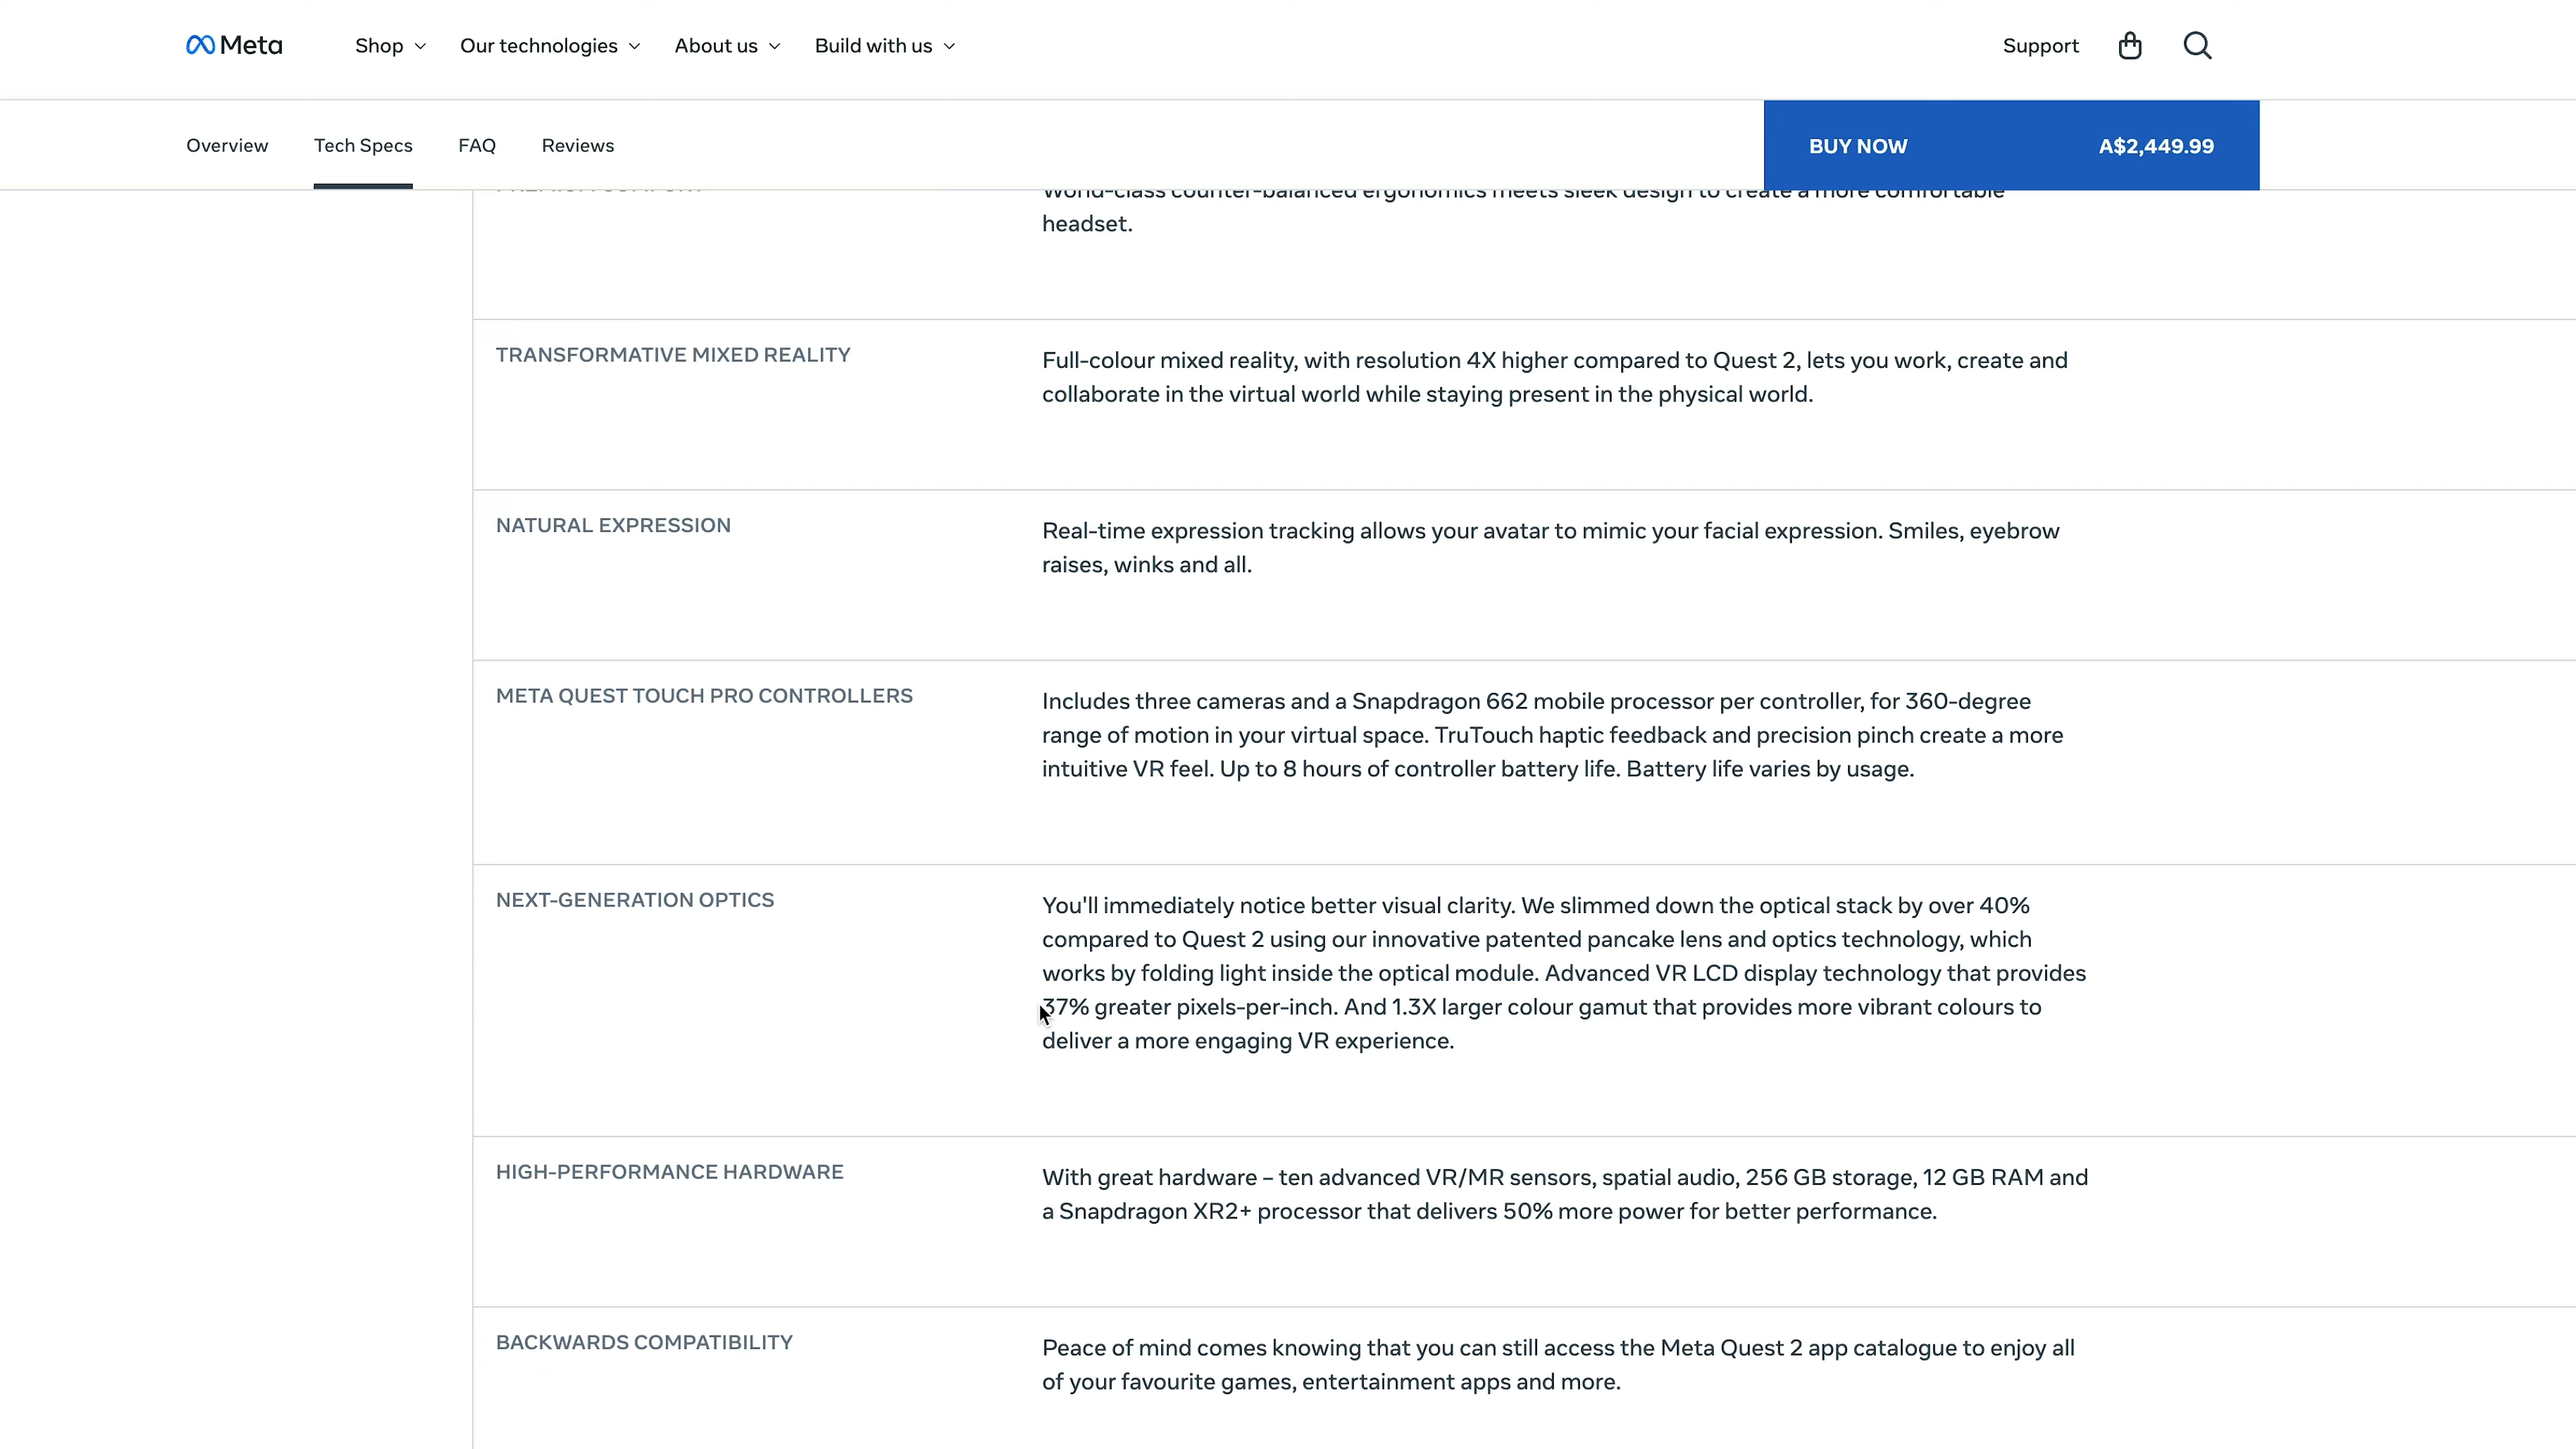 Meta
Shop
Our technologies
About us
Build with us
Support
Overview
Tech Specs
FAQ
Reviews
BUY NOW
A$2,449.99
World-class counter-balanced ergonomics meets sleek design to create a more comfortable
headset.
TRANSFORMATIVE MIXED REALITY
Full-colour mixed reality, with resolution 4X higher compared to Quest 2, lets you work, create and
collaborate in the virtual world while staying present in the physical world.
NATURAL EXPRESSION
Real-time expression tracking allows your avatar to mimic your facial expression. Smiles, eyebrow
raises, winks and all.
META QUEST TOUCH PRO CONTROLLERS
Includes three cameras and a Snapdragon 662 mobile processor per controller, for 360-degree
range of motion in your virtual space. TruTouch haptic feedback and precision pinch create a more
intuitive VR feel. Up to 8 hours of controller battery life. Battery life varies by usage.
NEXT-GENERATION OPTICS
You'll immediately notice better visual clarity. We slimmed down the optical stack by over 40%
compared to Quest 2 using our innovative patented pancake lens and optics technology, which
works by folding light inside the optical module. Advanced VR LCD display technology that provides
37% greater pixels-per-inch. And 1.3X larger colour gamut that provides more vibrant colours to
deliver a more engaging VR experience.
HIGH-PERFORMANCE HARDWARE
With great hardware – ten advanced VR/MR sensors, spatial audio, 256 GB storage, 12 GB RAM and
a Snapdragon XR2+ processor that delivers 50% more power for better performance.
BACKWARDS COMPATIBILITY
Peace of mind comes knowing that you can still access the Meta Quest 2 app catalogue to enjoy all
of your favourite games, entertainment apps and more.